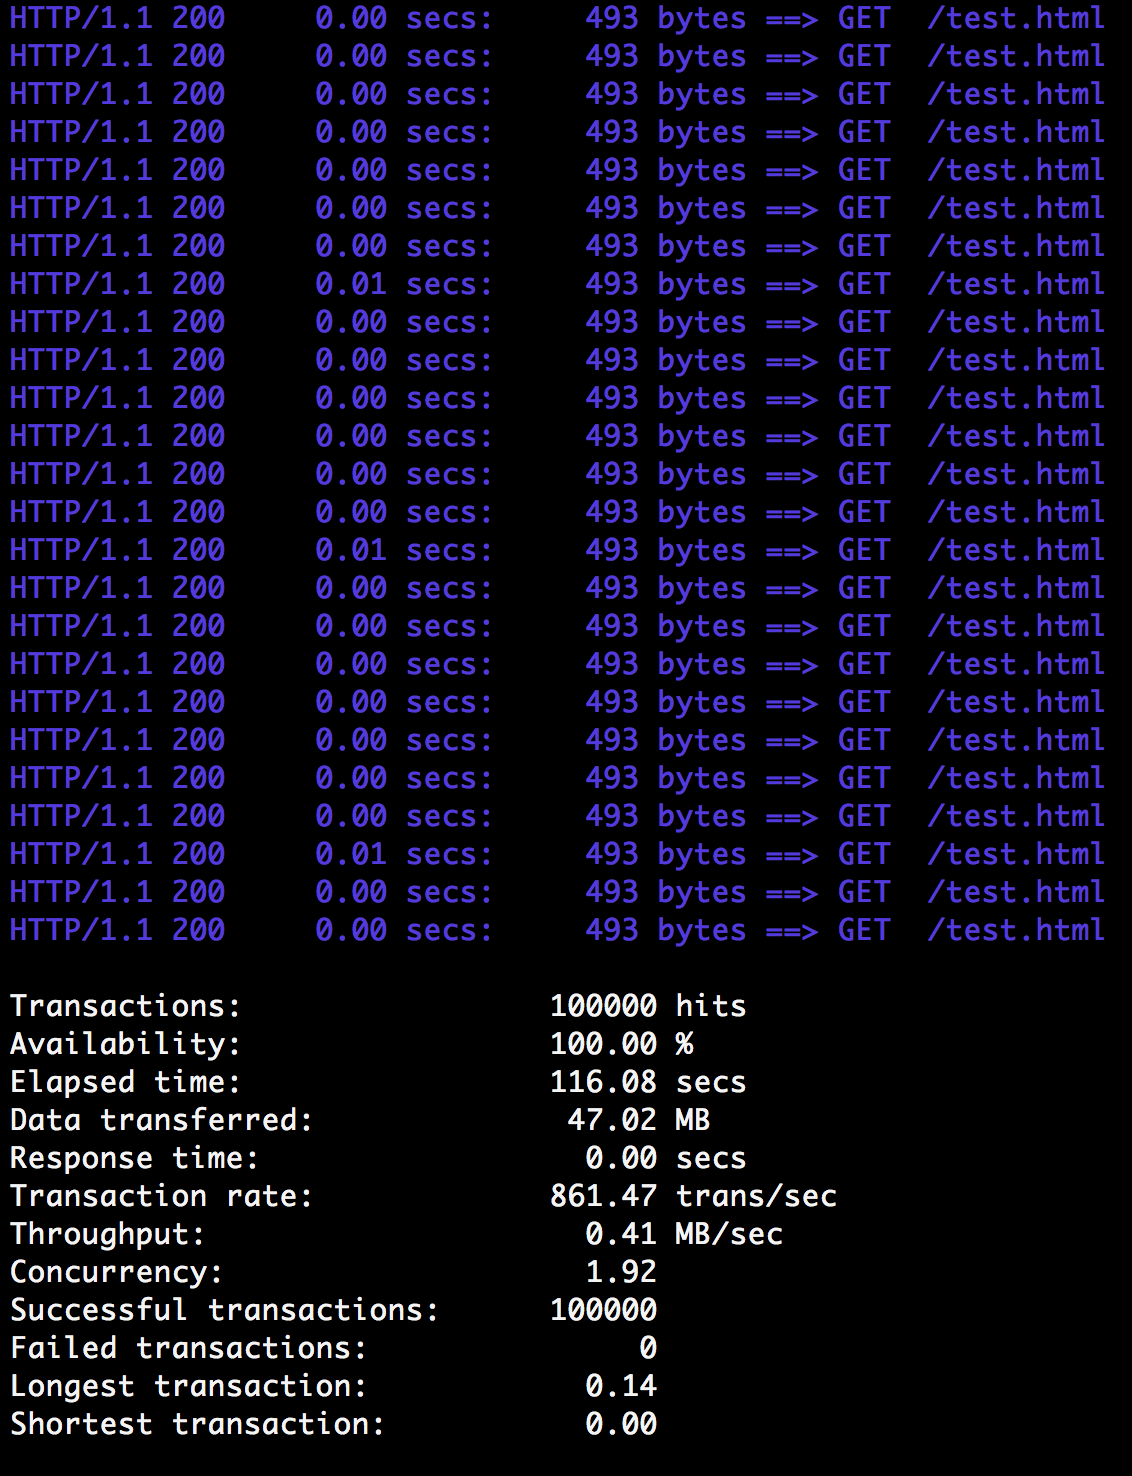 HTTP/1.1 200     0.00 secs:     493 bytes ==> GET  /test.html
HTTP/1.1 200     0.00 secs:     493 bytes ==> GET  /test.html
HTTP/1.1 200     0.00 secs:     493 bytes ==> GET  /test.html
HTTP/1.1 200     0.00 secs:     493 bytes ==> GET  /test.html
HTTP/1.1 200     0.00 secs:     493 bytes ==> GET  /test.html
HTTP/1.1 200     0.00 secs:     493 bytes ==> GET  /test.html
HTTP/1.1 200     0.00 secs:     493 bytes ==> GET  /test.html
HTTP/1.1 200     0.01 secs:     493 bytes ==> GET  /test.html
HTTP/1.1 200     0.00 secs:     493 bytes ==> GET  /test.html
HTTP/1.1 200     0.00 secs:     493 bytes ==> GET  /test.html
HTTP/1.1 200     0.00 secs:     493 bytes ==> GET  /test.html
HTTP/1.1 200     0.00 secs:     493 bytes ==> GET  /test.html
HTTP/1.1 200     0.00 secs:     493 bytes ==> GET  /test.html
HTTP/1.1 200     0.00 secs:     493 bytes ==> GET  /test.html
HTTP/1.1 200     0.01 secs:     493 bytes ==> GET  /test.html
HTTP/1.1 200     0.00 secs:     493 bytes ==> GET  /test.html
HTTP/1.1 200     0.00 secs:     493 bytes ==> GET  /test.html
HTTP/1.1 200     0.00 secs:     493 bytes ==> GET  /test.html
HTTP/1.1 200     0.00 secs:     493 bytes ==> GET  /test.html
HTTP/1.1 200     0.00 secs:     493 bytes ==> GET  /test.html
HTTP/1.1 200     0.00 secs:     493 bytes ==> GET  /test.html
HTTP/1.1 200     0.00 secs:     493 bytes ==> GET  /test.html
HTTP/1.1 200     0.01 secs:     493 bytes ==> GET  /test.html
HTTP/1.1 200     0.00 secs:     493 bytes ==> GET  /test.html
HTTP/1.1 200     0.00 secs:     493 bytes ==> GET  /test.html

Transactions:                 100000 hits
Availability:                 100.00 %
Elapsed time:                 116.08 secs
Data transferred:              47.02 MB
Response time:                  0.00 secs
Transaction rate:             861.47 trans/sec
Throughput:                     0.41 MB/sec
Concurrency:                    1.92
Successful transactions:      100000
Failed transactions:               0
Longest transaction:            0.14
Shortest transaction:           0.00